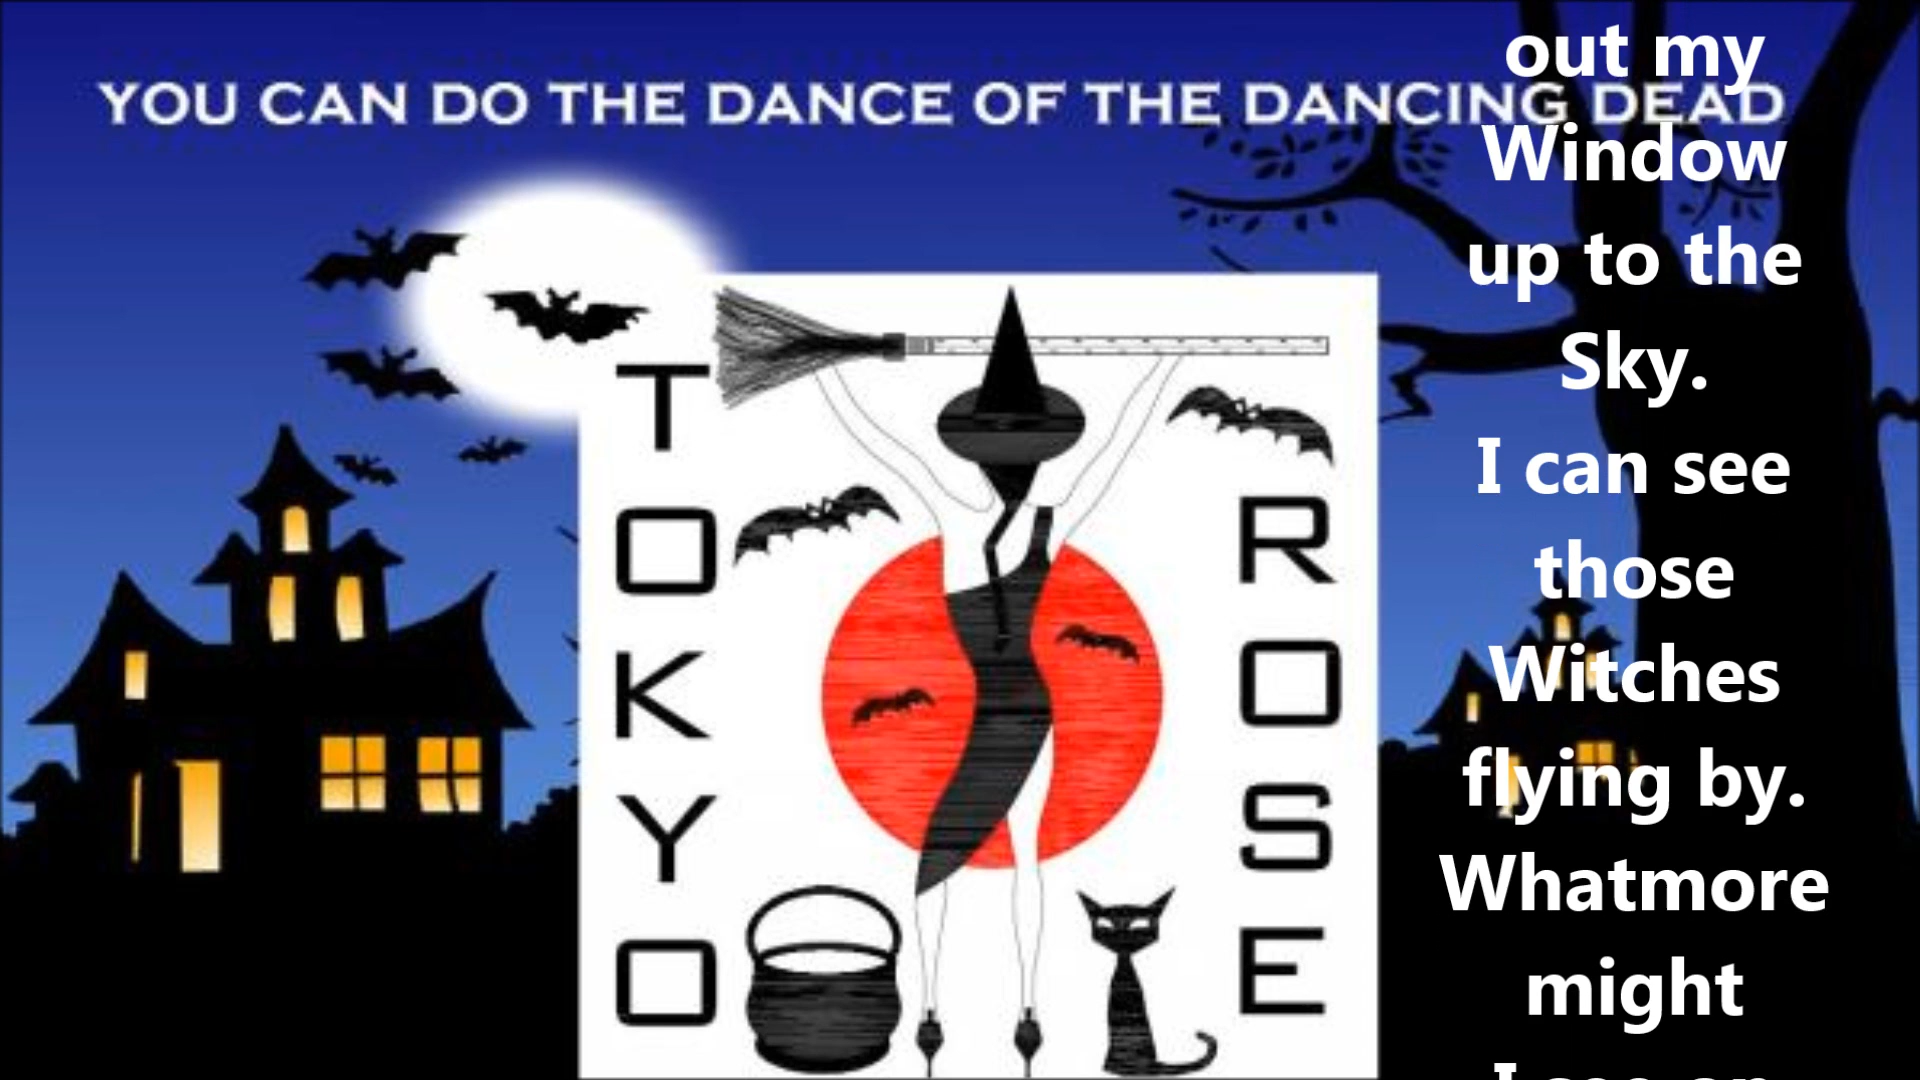 YOU CAN DO THE DANCE OF THE DANCING DEAD
TOKYO
ROSE
out my
Window
up to the
Sky.
I can see
those
Witches
flying by.
Whatmore
might